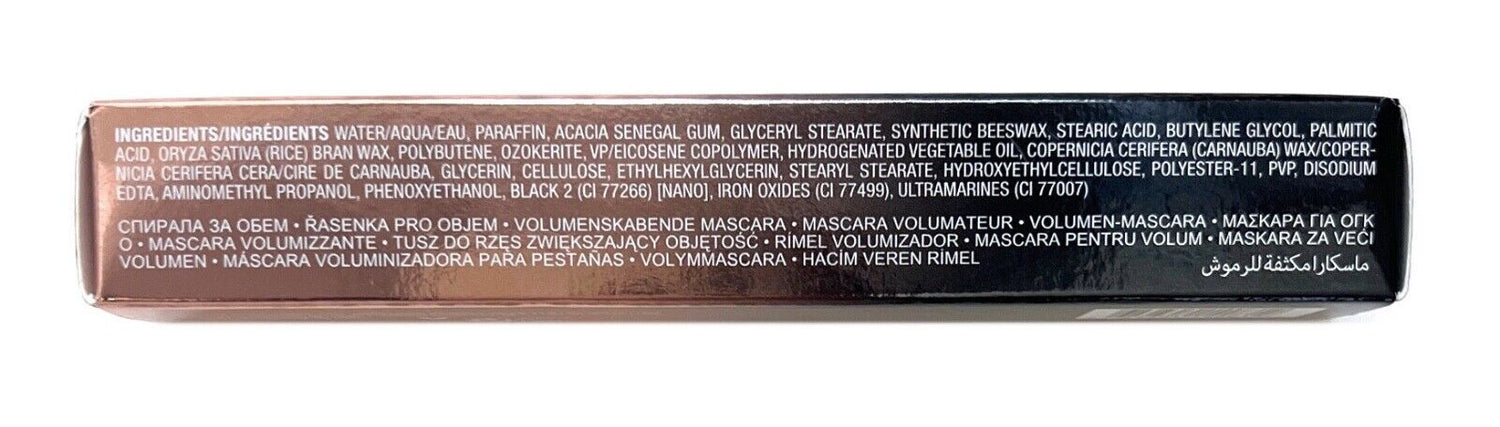 INGREDIENTS/INGRÉDIENTS WATER/AQUA/EAU, PARAFFIN, ACACIA SENEGAL GUM, GLYCERYL STEARATE, SYNTHETIC BEESWAX, STEARIC ACID, BUTYLENE GLYCOL, PALMITIC
ACID, ORYZA SATIVA (RICE) BRAN WAX, POLYBUTENE, OZOKERITE, VP/EICOSENE COPOLYMER, HYDROGENATED VEGETABLE OIL, COPERNICIA CERIFERA (CARNAUBA) WAX/COPER-
NICIA CERIFERA CERA/CIRE DE CARNAUBA, GLYCERIN, CELLULOSE, ETHYLHEXYLGLYCERIN, STEARYL STEARATE, HYDROXYETHYLCELLULOSE, POLYESTER-11, PVP, DISODIUM
EDTA, AMINOMETHYL PROPANOL, PHENOXYETHANOL, BLACK 2 (CI 77266) [NANO], IRON OXIDES (CI 77499), ULTRAMARINES (CI 77007)
СПИРАЛА ЗА ОБЕМ • ŘASENKA PRO OBJEM • VOLUMENSKABENDE MASCARA • MASCARA VOLUMATEUR • VOLUMEN-MASCARA • ΜΑΣΚΑΡΑ ΓΙΑ ΟΓΚ
Ο • MASCARA VOLUMIZZANTE • TUSZ DO RZĘS ZWIĘKSZAJĄCY OBJĘTOŚĆ • RÍMEL VOLUMIZADOR • MASCARA PENTRU VOLUM • MASKARA ZA VEĆI
VOLUMEN • MÁSCARA VOLUMINIZADORA PARA PESTAÑAS • VOLYMMASCARA • HACİM VEREN RİMEL
ماسكارا مكثفة للرموش